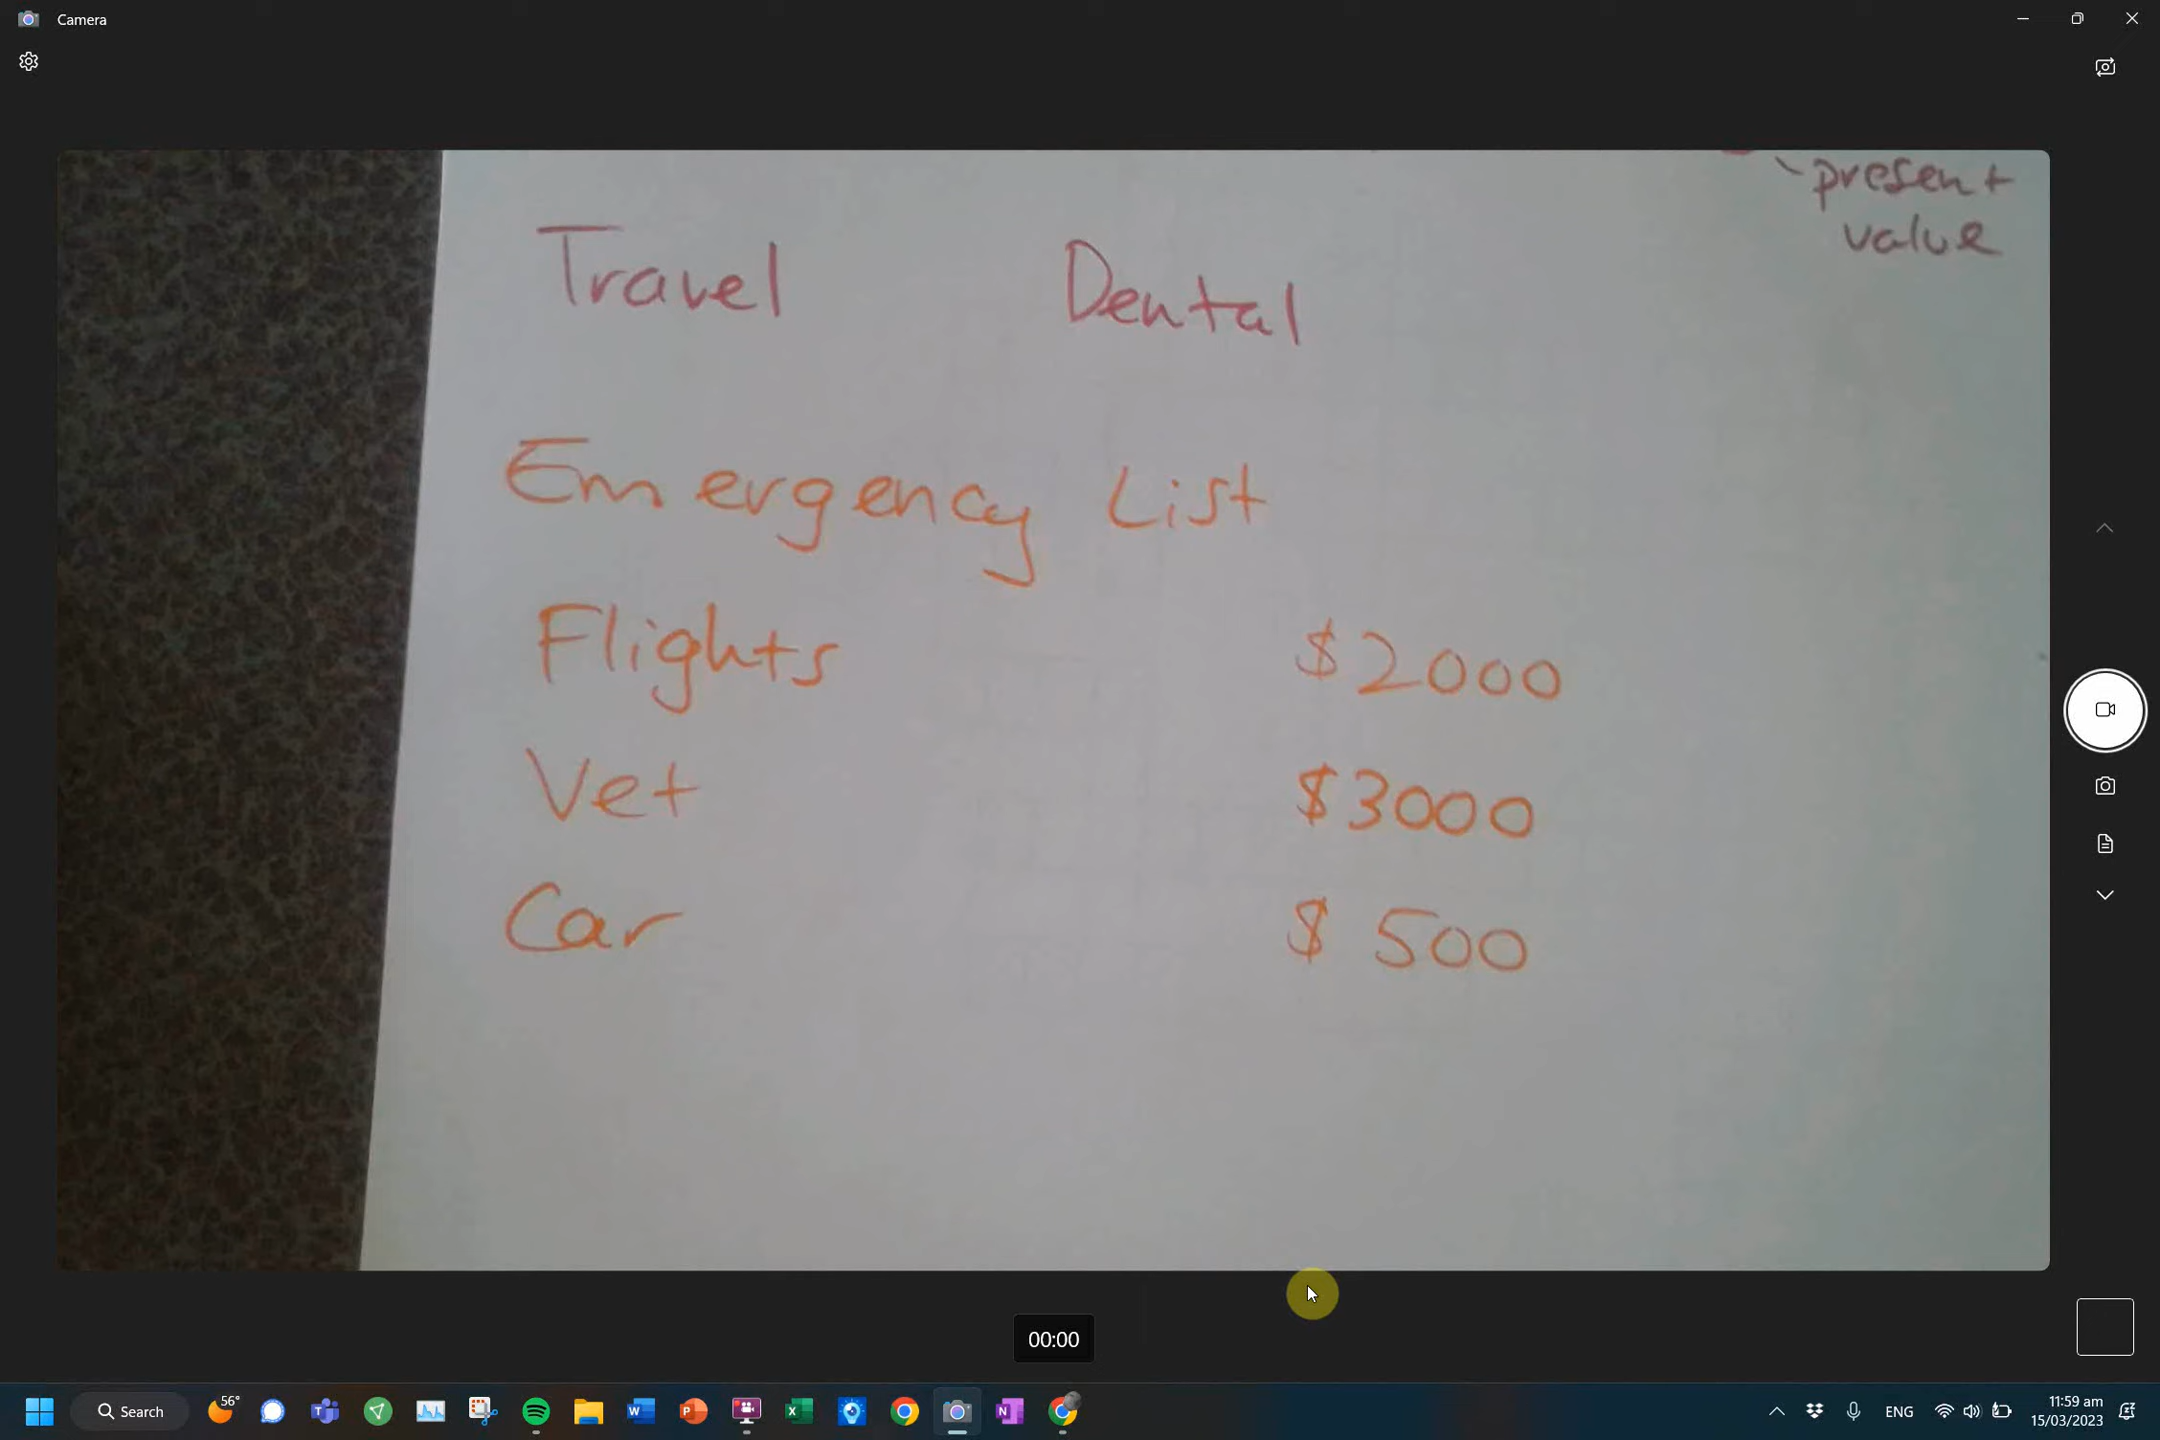 Camera
present
value
Travel Dental
Emergency List
Flights $2000
Vet $3000
Car $ 500
00:00
56°
Search
ENG
11:59 am
15/03/2023